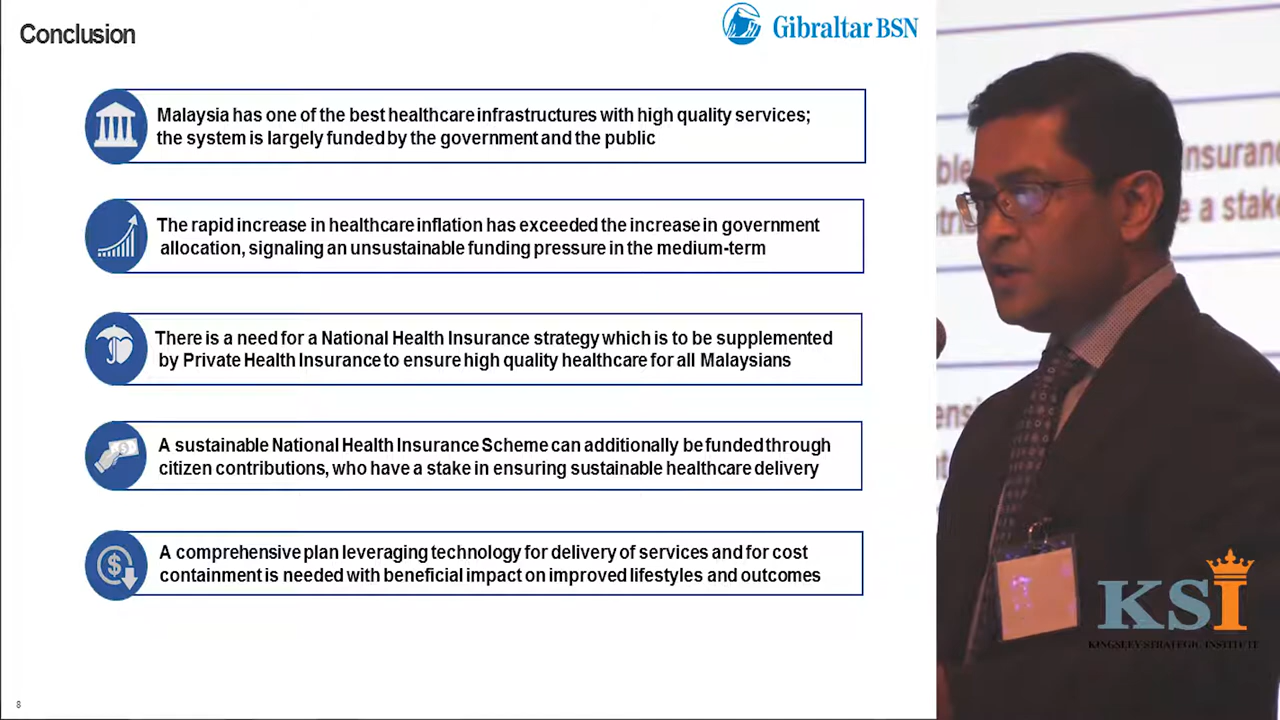 Conclusion
Gibraltar BSN
Malaysia has one of the best healthcare infrastructures with high quality services;
the system is largely funded by the government and the public
The rapid increase in healthcare inflation has exceeded the increase in government
allocation, signaling an unsustainable funding pressure in the medium-term
There is a need for a National Health Insurance strategy which is to be supplemented
by Private Health Insurance to ensure high quality healthcare for all Malaysians
A sustainable National Health Insurance Scheme can additionally be funded through
citizen contributions, who have a stake in ensuring sustainable healthcare delivery
A comprehensive plan leveraging technology for delivery of services and for cost
containment is needed with beneficial impact on improved lifestyles and outcomes
8
a stake
KSI
KINGSLEY STRATEGIC INSTITUTE